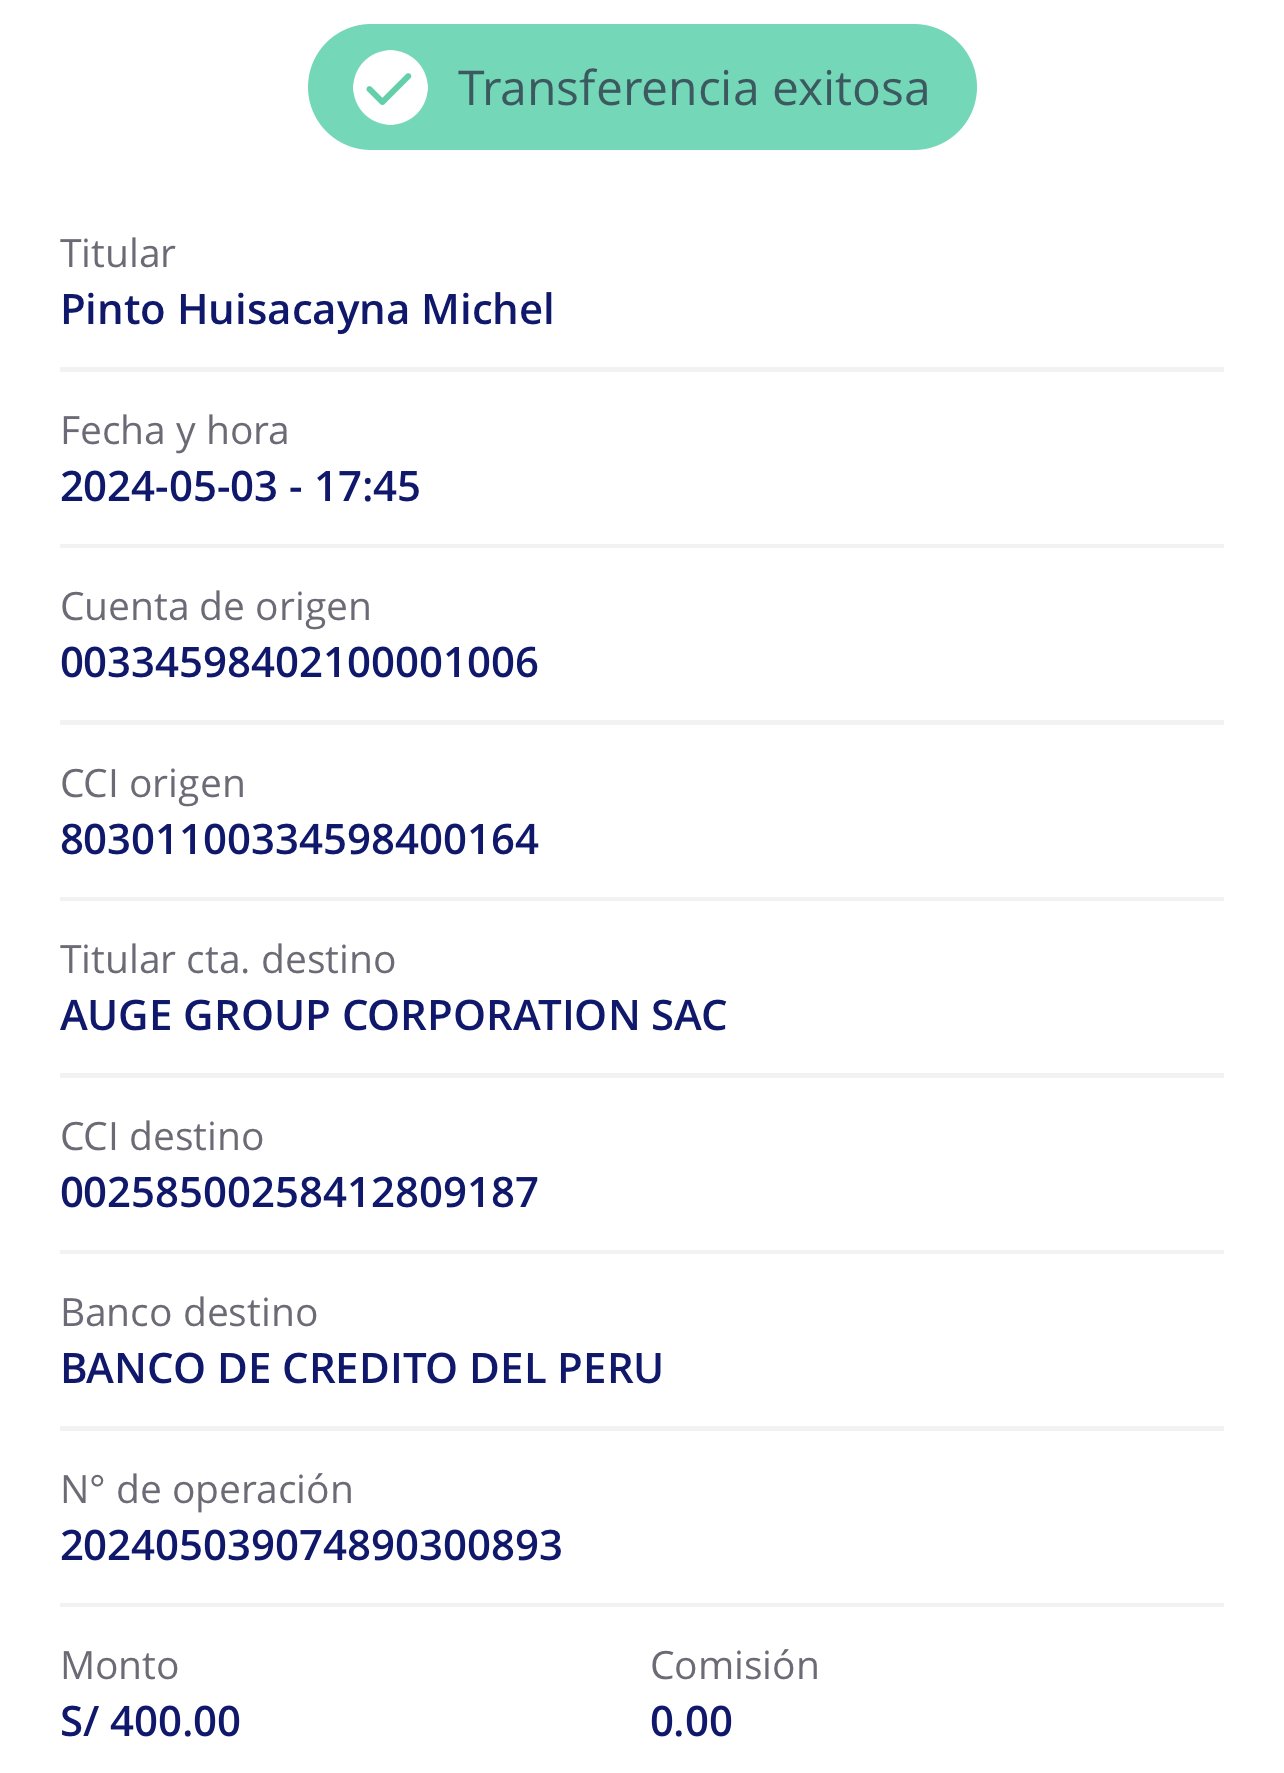 Transferencia exitosa
Titular
Pinto Huisacayna Michel
Fecha y hora
2024-05-03 - 17:45
Cuenta de origen
00334598402100001006
CCI origen
80301100334598400164
Titular cta. destino
AUGE GROUP CORPORATION SAC
CCI destino
00258500258412809187
Banco destino
BANCO DE CREDITO DEL PERU
N° de operación
202405039074890300893
Monto
S/ 400.00
Comisión
0.00